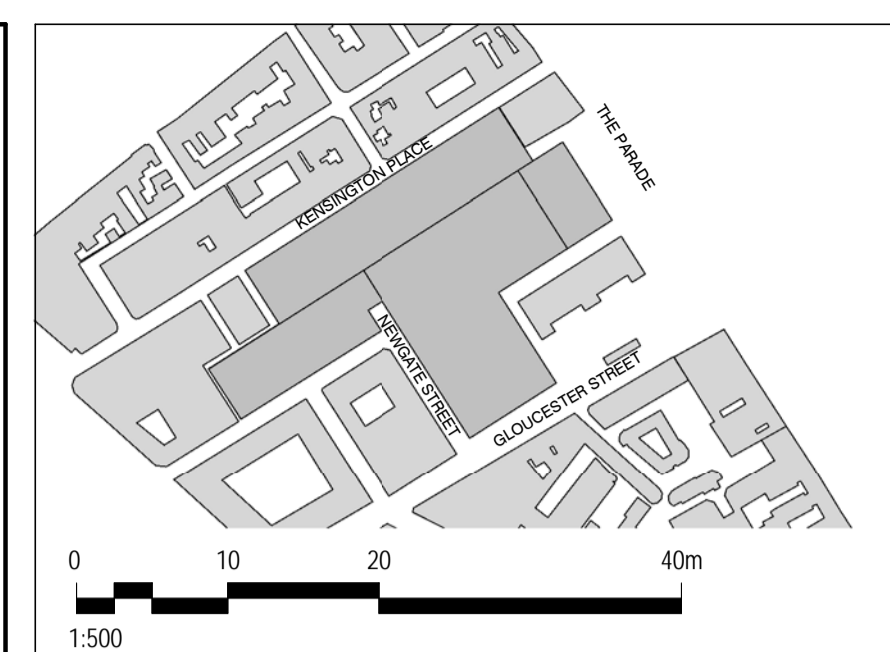 THE PARADE
KENSINGTON PLACE
NEWGATE STREET
GLOUCESTER STREET
0 10 20 40m
1:500